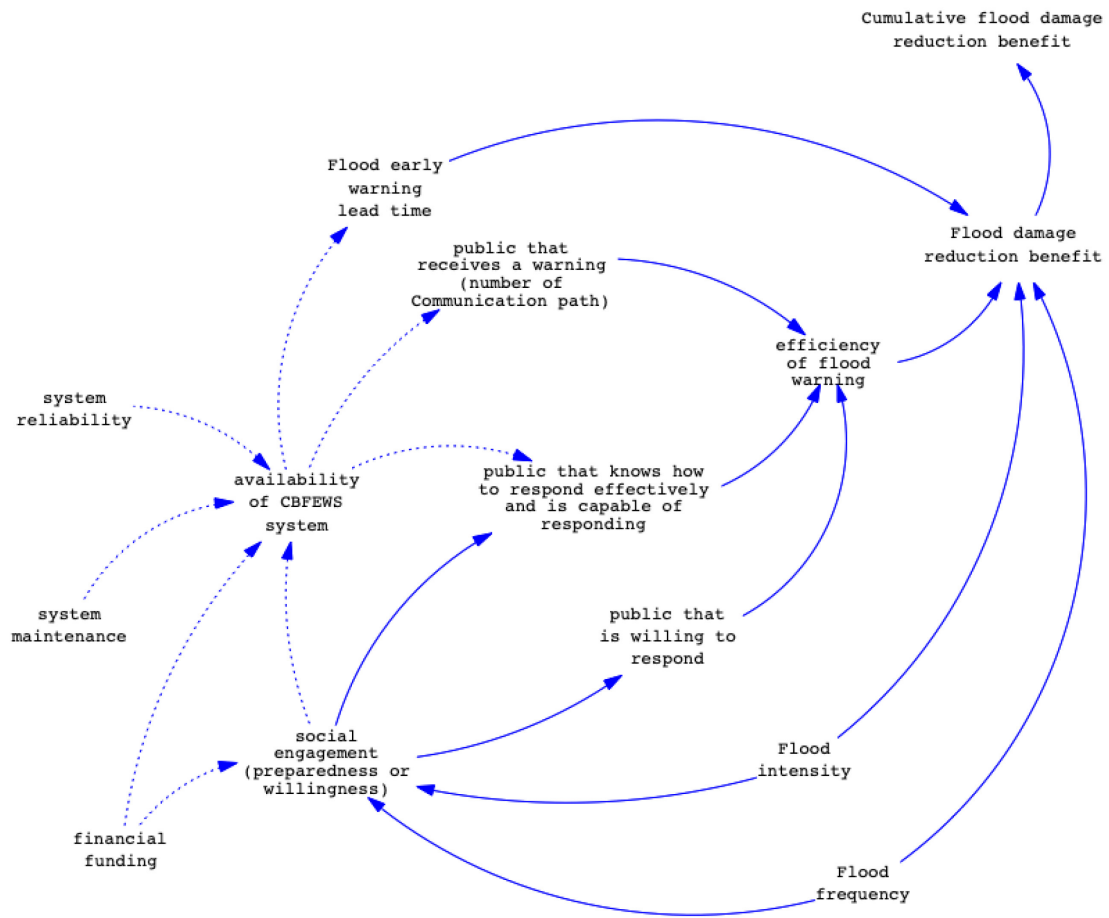 Cumulative flood damage
reduction benefit
Flood early
warning
lead time
Flood damage
reduction benefit
public that
receives a warning
(number of
Communication path)
efficiency
of flood
warning
system
reliability
availability
of CBFEWS
system
public that knows how
to respond effectively
and is capable of
responding
system
maintenance
public that
is willing to
respond
social
engagement
(preparedness or
willingness)
Flood
intensity
financial
funding
Flood
frequency